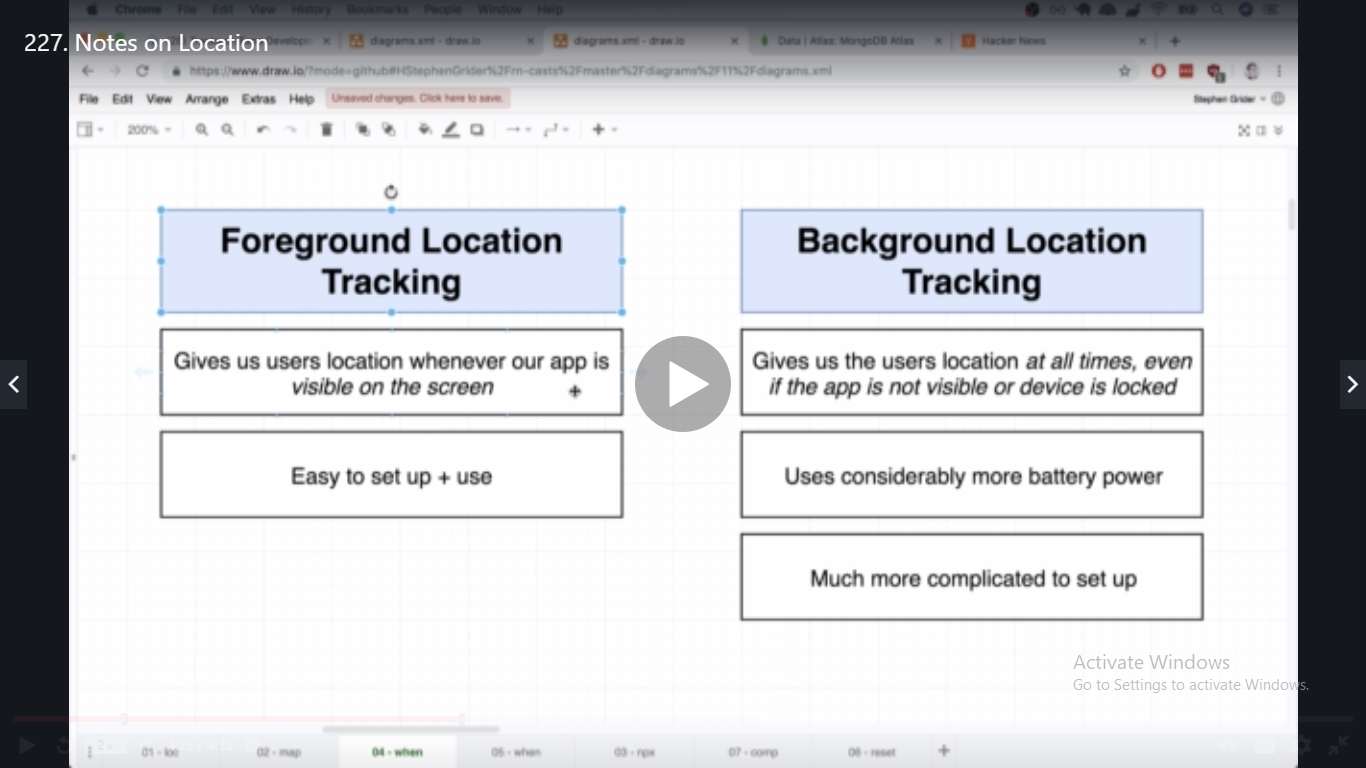 227. Notes on Location
Chrome File Edit View History Bookmarks People Window Help
diagrams.xml - draw.io
diagrams.xml - draw.io
Data | Atlas: MongoDB Atlas
Hacker News
https://www.draw.io/?mode=github#HStephenGrider%2Frn-casts%2Fmaster%2Fdiagrams%2F11%2Fdiagrams.xml
File Edit View Arrange Extras Help Unsaved changes. Click here to save.
Stephen Grider
200%
Foreground Location
Tracking
Gives us users location whenever our app is
visible on the screen
Easy to set up + use
Background Location
Tracking
Gives us the users location at all times, even
if the app is not visible or device is locked
Uses considerably more battery power
Much more complicated to set up
Activate Windows
Go to Settings to activate Windows.
2x
01 - loc 02 - map 04 - when 05 - when 03 - npx 07 - comp 06 - reset